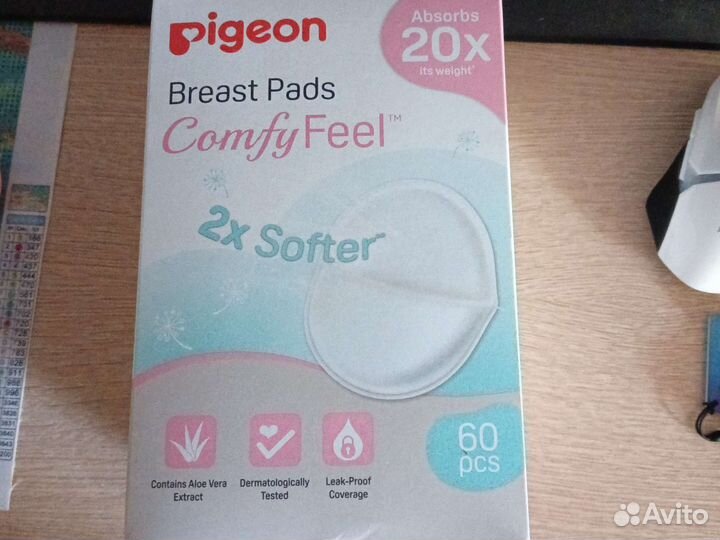 pigeon
Absorbs
20x
its weight*
Breast Pads
ComfyFeel™
2x Softer~
Contains Aloe Vera
Extract
Dermatologically
Tested
Leak-Proof
Coverage
60
pcs
Avito